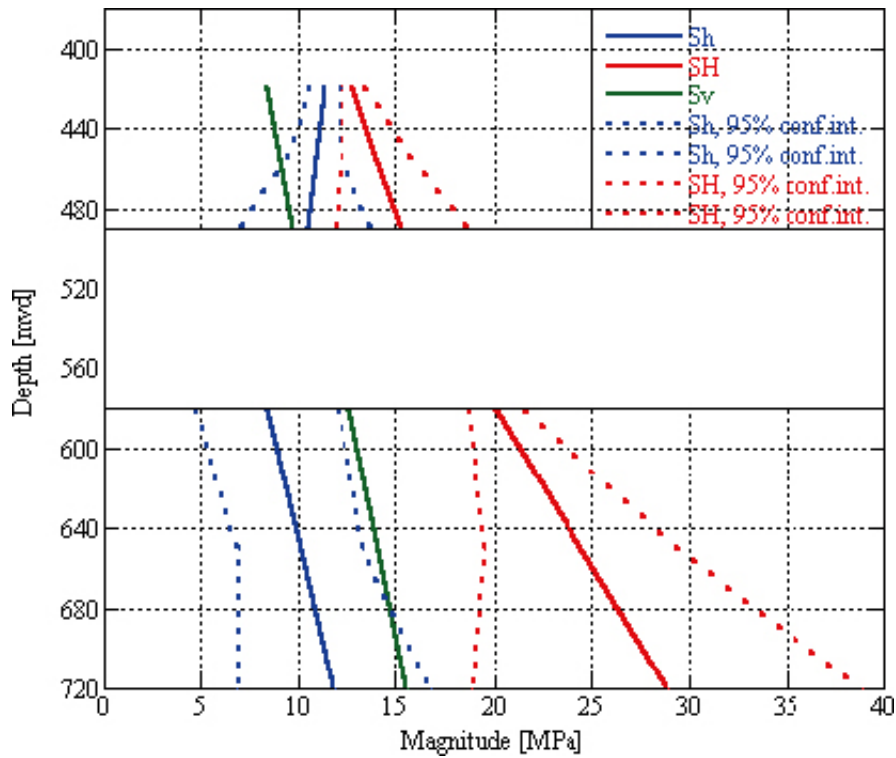 400
440
480
520
560
600
640
680
720
Depth [mvd]
Sh
SH
Sv
Sh, 95% conf.int.
Sh, 95% conf.int.
SH, 95% conf.int.
SH, 95% conf.int.
0 5 10 15 20 25 30 35 40
Magnitude [MPa]